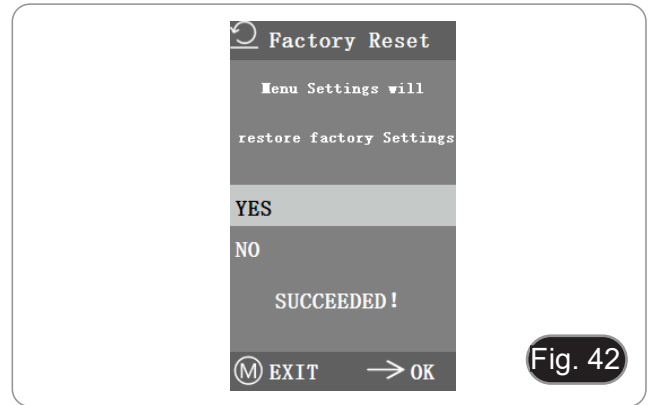 Factory Reset
Menu Settings will
restore factory Settings
YES
NO
SUCCEEDED!
M EXIT → OK
Fig. 42